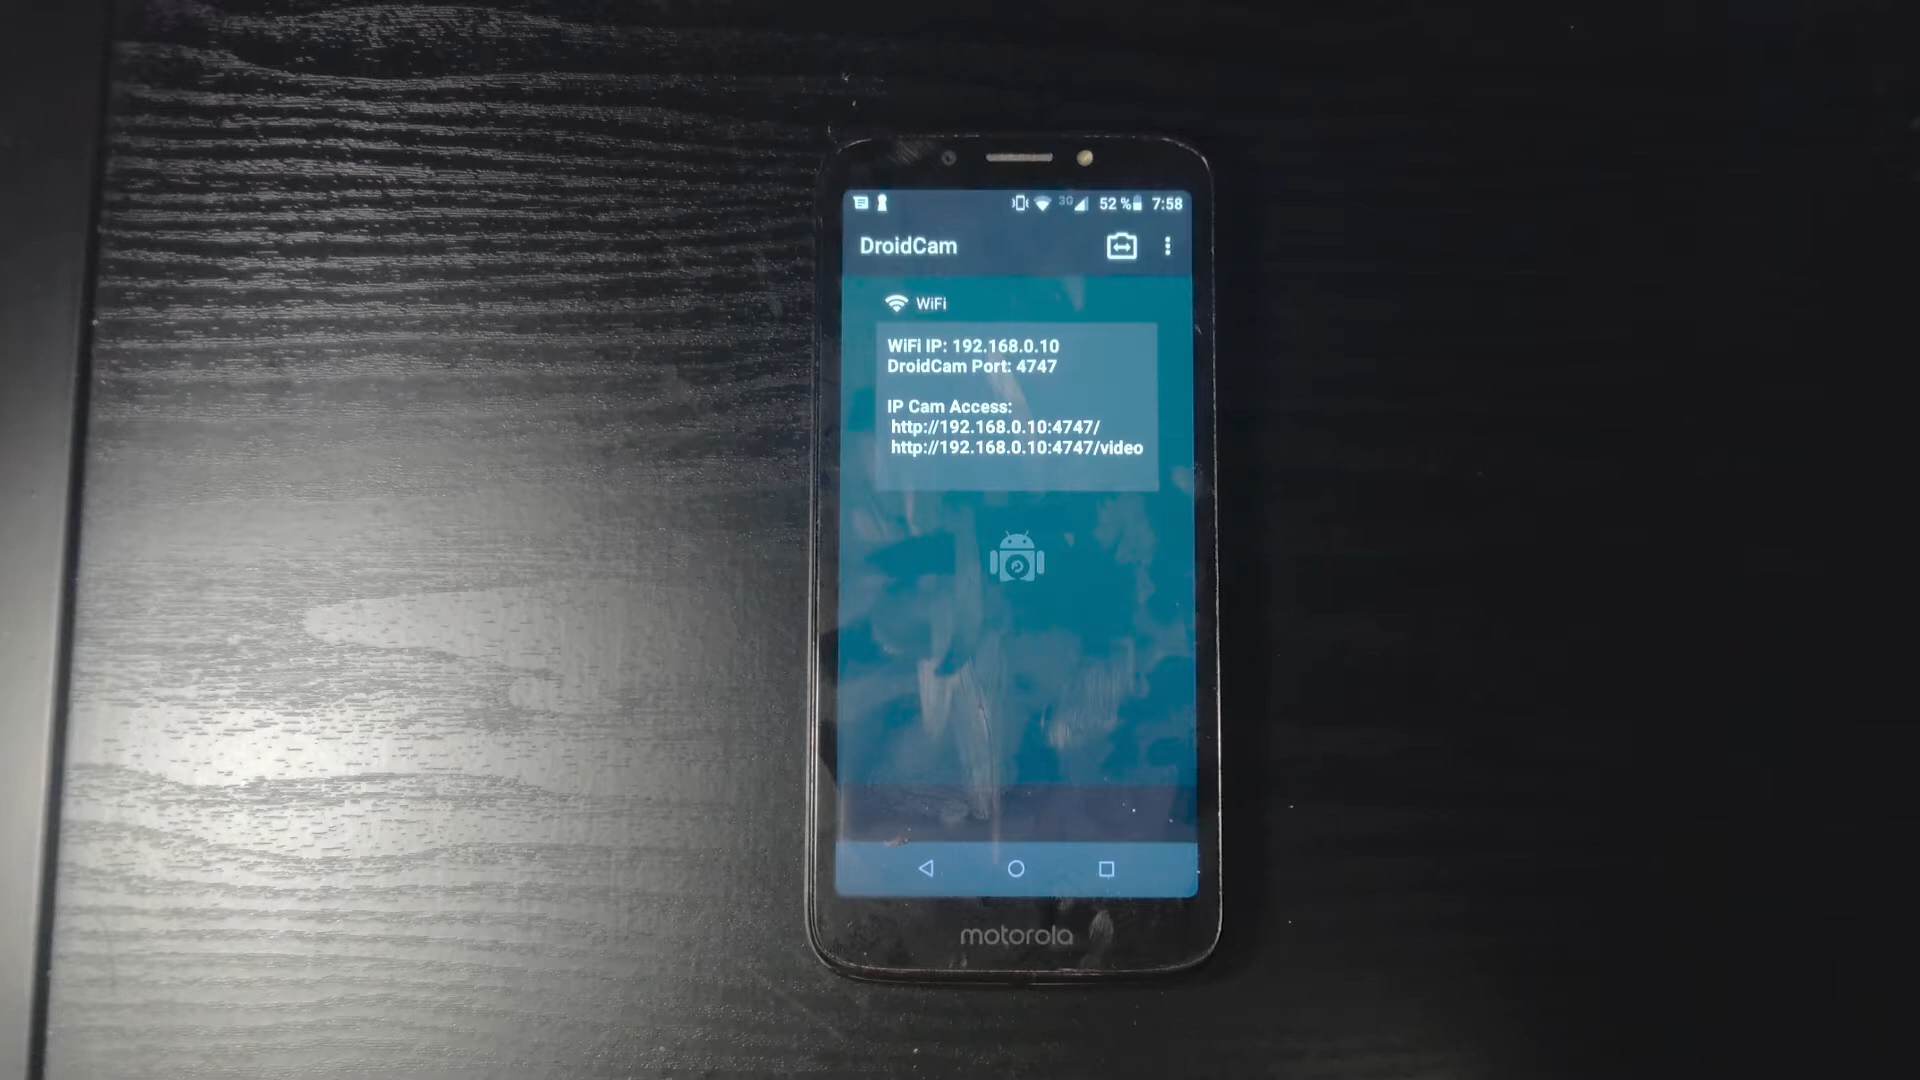 3G 52 % 7:58
DroidCam
WiFi
WiFi IP: 192.168.0.10
DroidCam Port: 4747
IP Cam Access:
http://192.168.0.10:4747/
http://192.168.0.10:4747/video
motorola